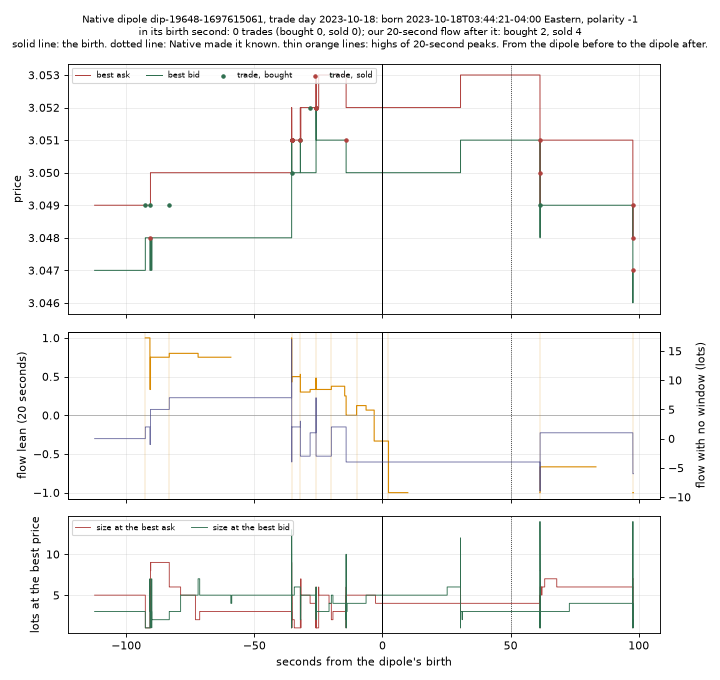 Native dipole dip-19648-1697615061, trade day 2023-10-18: born 2023-10-18T03:44:21-04:00 Eastern, polarity -1
in its birth second: 0 trades (bought 0, sold 0); our 20-second flow after it: bought 2, sold 4
solid line: the birth. dotted line: Native made it known. thin orange lines: highs of 20-second peaks. From the dipole before to the dipole after.
best ask
best bid
trade, bought
trade, sold
3.053
3.052
3.051
3.050
3.049
3.048
3.047
3.046
price
1.0
0.5
0.0
−0.5
−1.0
flow lean (20 seconds)
15
10
5
0
−5
−10
flow with no window (lots)
size at the best ask
size at the best bid
10
5
lots at the best price
−100
−50
0
50
100
seconds from the dipole's birth